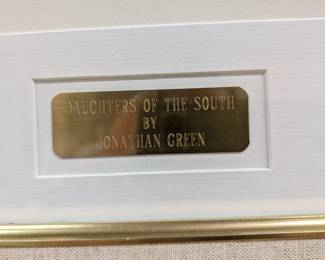 DAUGHTERS OF THE SOUTH
BY
JONATHAN GREEN